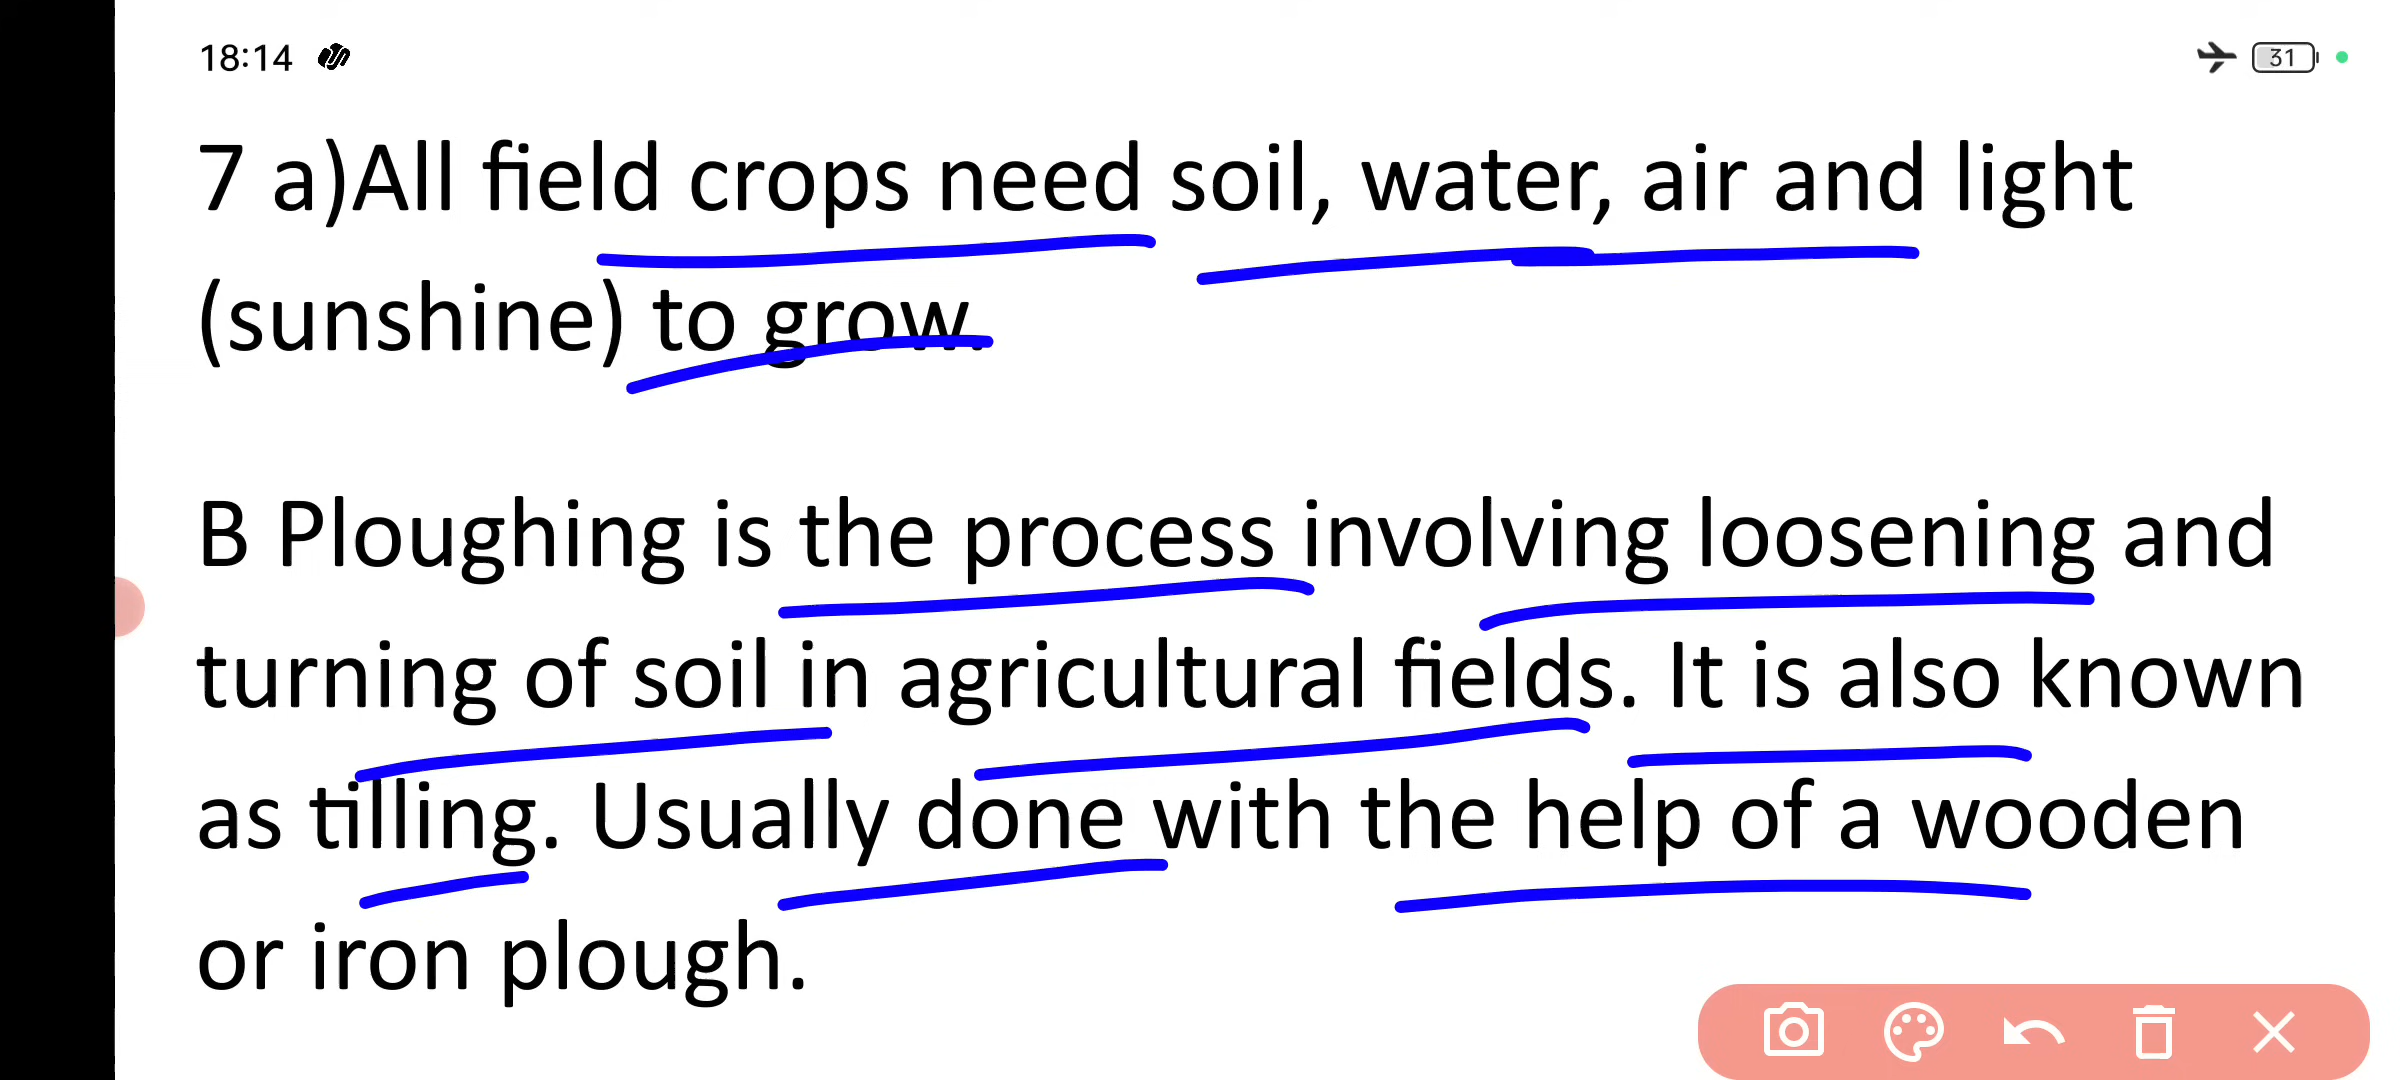 18:14
31
7 a)All field crops need soil, water, air and light
(sunshine) to grow.
B Ploughing is the process involving loosening and
turning of soil in agricultural fields. It is also known
as tilling. Usually done with the help of a wooden
or iron plough.